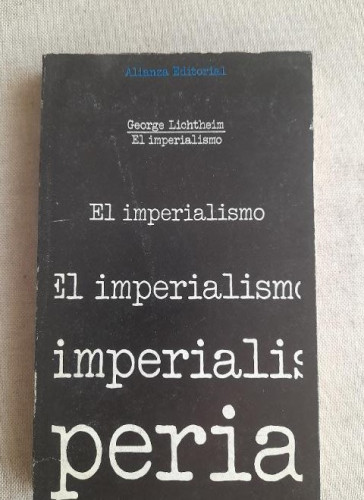 Alianza Editorial
George Lichtheim
El imperialismo
El imperialismo
El imperialismo
imperialis
peria